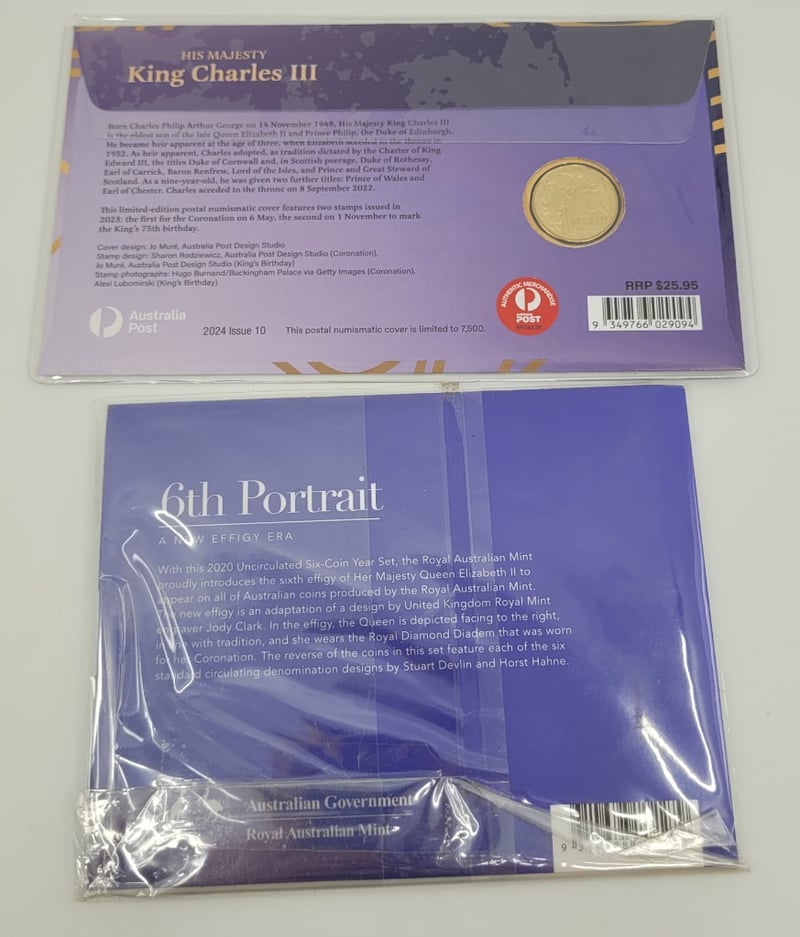 HIS MAJESTY
King Charles III
Born Charles Philip Arthur George on 14 November 1948, His Majesty King Charles III
is the eldest son of the late Queen Elizabeth II and Prince Philip, the Duke of Edinburgh.
He became heir apparent at the age of three, when Elizabeth acceded to the throne in
1952. As heir apparent, Charles adopted, as tradition dictated by the Charter of King
Edward III, the titles Duke of Cornwall and, in Scottish peerage, Duke of Rothesay,
Earl of Carrick, Baron Renfrew, Lord of the Isles, and Prince and Great Steward of
Scotland. As a nine-year-old, he was given two further titles: Prince of Wales and
Earl of Chester. Charles acceded to the throne on 8 September 2022.
This limited-edition postal numismatic cover features two stamps issued in
2023: the first for the Coronation on 6 May, the second on 1 November to mark
the King's 75th birthday.
Cover design: Jo Muré, Australia Post Design Studio
Stamp design: Sharon Rodziewicz, Australia Post Design Studio (Coronation),
Jo Muré, Australia Post Design Studio (King's Birthday)
Stamp photographs: Hugo Burnand/Buckingham Palace via Getty Images (Coronation),
Alexi Lubomirski (King's Birthday)
Australia
Post
2024 Issue 10
This postal numismatic cover is limited to 7,500.
AUTHENTIC MERCHANDISE
POST
RRP $25.95
9 349766 029094
6th Portrait
A NEW EFFIGY ERA
With this 2020 Uncirculated Six-Coin Year Set, the Royal Australian Mint
proudly introduces the sixth effigy of Her Majesty Queen Elizabeth II to
appear on all of Australian coins produced by the Royal Australian Mint.
The new effigy is an adaptation of a design by United Kingdom Royal Mint
engraver Jody Clark. In the effigy, the Queen is depicted facing to the right,
in line with tradition, and she wears the Royal Diamond Diadem that was worn
for her Coronation. The reverse of the coins in this set feature each of the six
standard circulating denomination designs by Stuart Devlin and Horst Hahne.
Australian Government
Royal Australian Mint